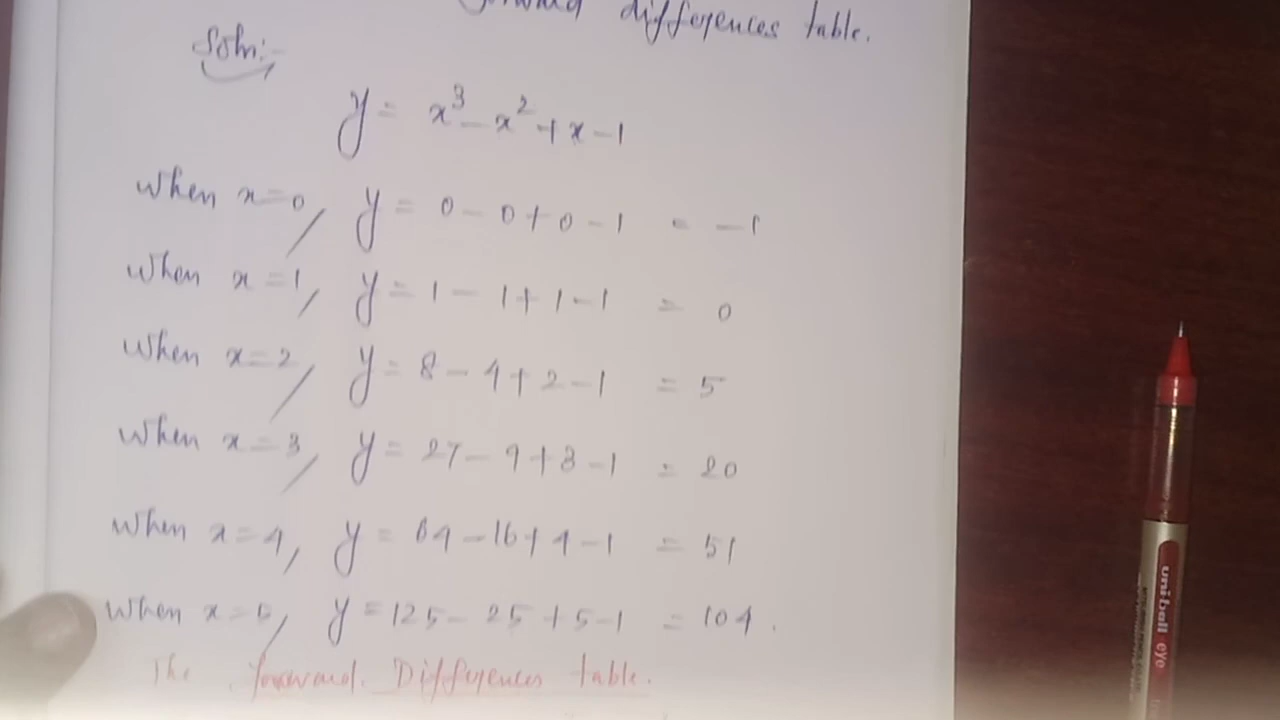 forward differences table.
Soln:-
y = x³ - x² + x - 1
When x=0, y = 0 - 0 + 0 - 1 = -1
When x=1, y = 1 - 1 + 1 - 1 = 0
When x=2, y = 8 - 4 + 2 - 1 = 5
When x=3, y = 27 - 9 + 3 - 1 = 20
When x=4, y = 64 - 16 + 4 - 1 = 51
When x=5, y = 125 - 25 + 5 - 1 = 104.
The forward Differences table.
uniball eye